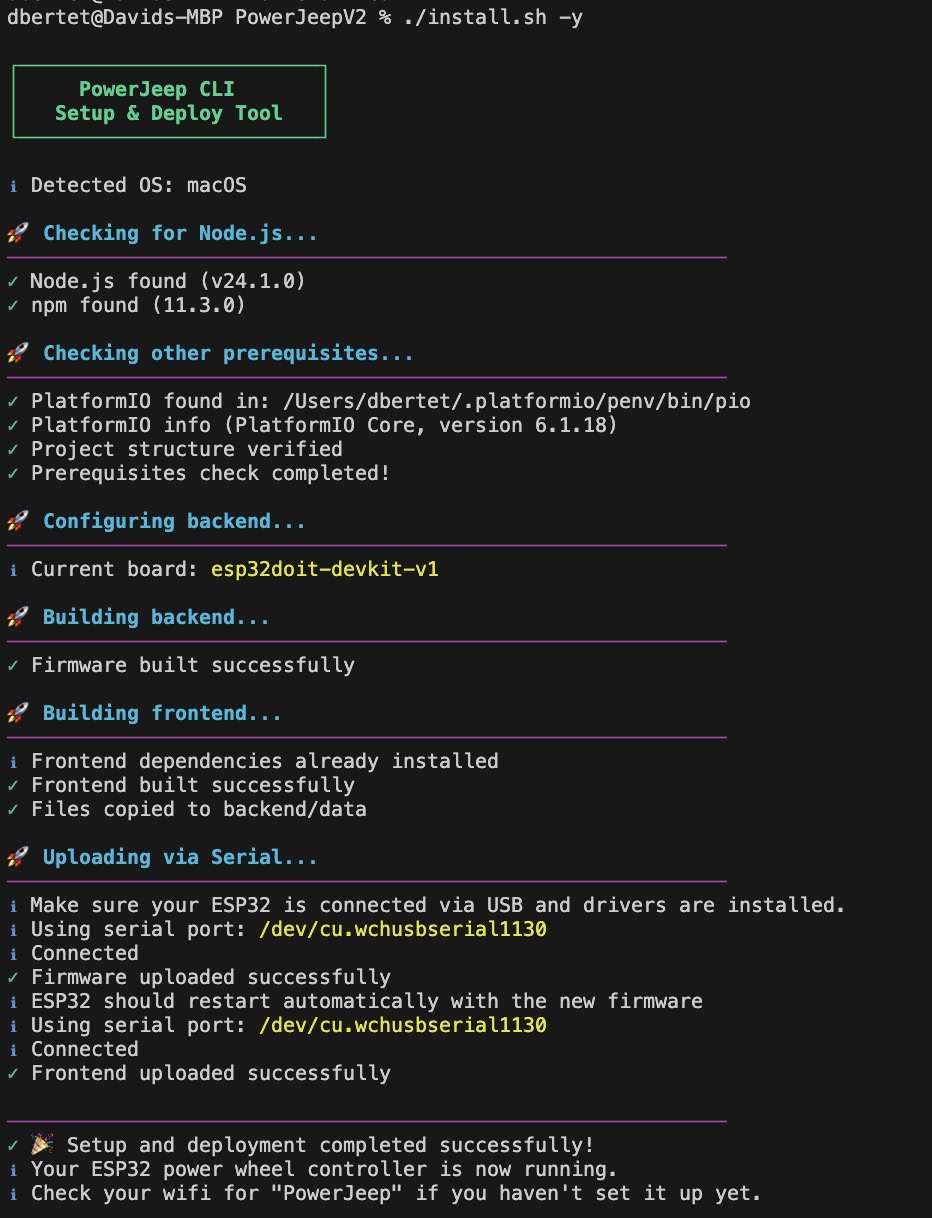 dbertet@Davids-MBP PowerJeepV2 % ./install.sh -y
PowerJeep CLI
Setup & Deploy Tool
ℹ Detected OS: macOS
🚀 Checking for Node.js...
✓ Node.js found (v24.1.0)
✓ npm found (11.3.0)
🚀 Checking other prerequisites...
✓ PlatformIO found in: /Users/dbertet/.platformio/penv/bin/pio
✓ PlatformIO info (PlatformIO Core, version 6.1.18)
✓ Project structure verified
✓ Prerequisites check completed!
🚀 Configuring backend...
ℹ Current board: esp32doit-devkit-v1
🚀 Building backend...
✓ Firmware built successfully
🚀 Building frontend...
ℹ Frontend dependencies already installed
✓ Frontend built successfully
✓ Files copied to backend/data
🚀 Uploading via Serial...
ℹ Make sure your ESP32 is connected via USB and drivers are installed.
ℹ Using serial port: /dev/cu.wchusbserial1130
ℹ Connected
✓ Firmware uploaded successfully
ℹ ESP32 should restart automatically with the new firmware
ℹ Using serial port: /dev/cu.wchusbserial1130
ℹ Connected
✓ Frontend uploaded successfully
✓ 🎉 Setup and deployment completed successfully!
ℹ Your ESP32 power wheel controller is now running.
ℹ Check your wifi for "PowerJeep" if you haven't set it up yet.